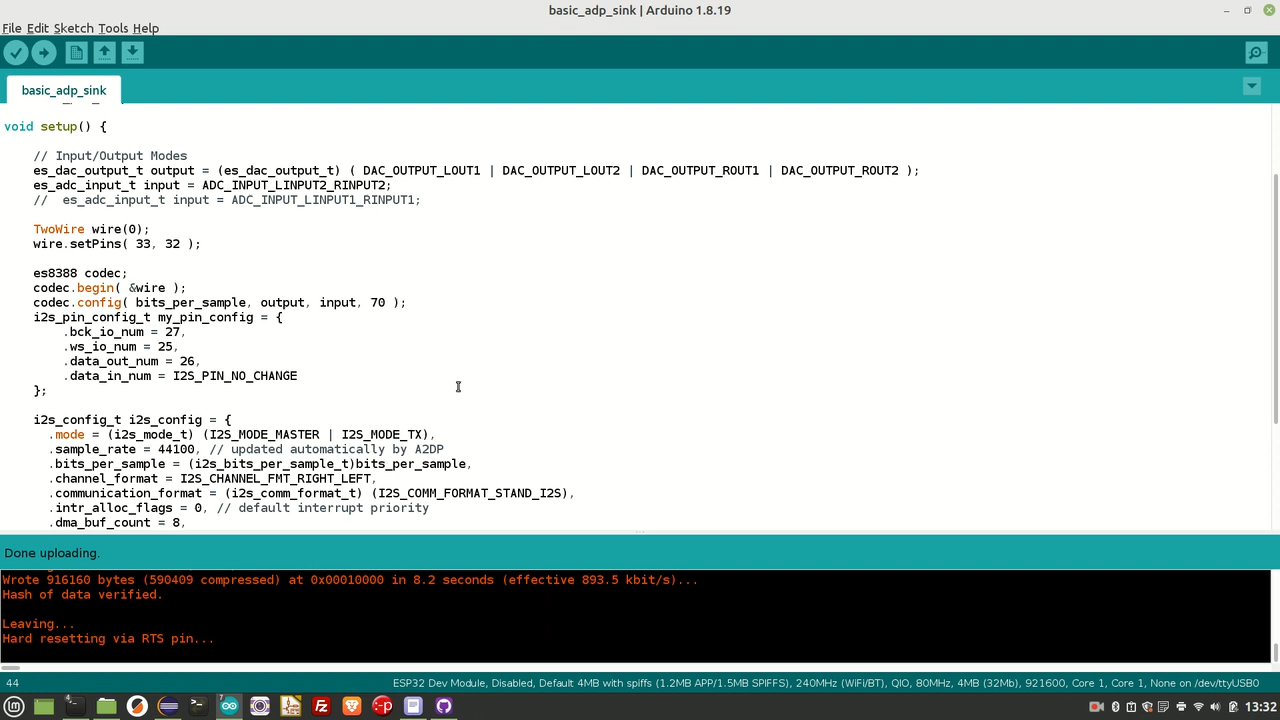 basic_adp_sink | Arduino 1.8.19
File Edit Sketch Tools Help
basic_adp_sink
void setup() {
// Input/Output Modes
es_dac_output_t output = (es_dac_output_t) ( DAC_OUTPUT_LOUT1 | DAC_OUTPUT_LOUT2 | DAC_OUTPUT_ROUT1 | DAC_OUTPUT_ROUT2 );
es_adc_input_t input = ADC_INPUT_LINPUT2_RINPUT2;
//  es_adc_input_t input = ADC_INPUT_LINPUT1_RINPUT1;
TwoWire wire(0);
wire.setPins( 33, 32 );
es8388 codec;
codec.begin( &wire );
codec.config( bits_per_sample, output, input, 70 );
i2s_pin_config_t my_pin_config = {
.bck_io_num = 27,
.ws_io_num = 25,
.data_out_num = 26,
.data_in_num = I2S_PIN_NO_CHANGE
};
i2s_config_t i2s_config = {
.mode = (i2s_mode_t) (I2S_MODE_MASTER | I2S_MODE_TX),
.sample_rate = 44100, // updated automatically by A2DP
.bits_per_sample = (i2s_bits_per_sample_t)bits_per_sample,
.channel_format = I2S_CHANNEL_FMT_RIGHT_LEFT,
.communication_format = (i2s_comm_format_t) (I2S_COMM_FORMAT_STAND_I2S),
.intr_alloc_flags = 0, // default interrupt priority
.dma_buf_count = 8,
Done uploading.
Wrote 916160 bytes (590409 compressed) at 0x00010000 in 8.2 seconds (effective 893.5 kbit/s)...
Hash of data verified.
Leaving...
Hard resetting via RTS pin...
44
ESP32 Dev Module, Disabled, Default 4MB with spiffs (1.2MB APP/1.5MB SPIFFS), 240MHz (WiFi/BT), QIO, 80MHz, 4MB (32Mb), 921600, Core 1, Core 1, None on /dev/ttyUSB0
13:32